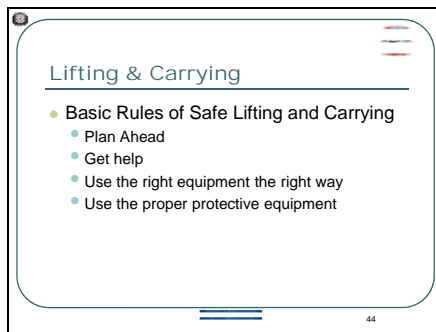 Lifting & Carrying
Basic Rules of Safe Lifting and Carrying
Plan Ahead
Get help
Use the right equipment the right way
Use the proper protective equipment
44